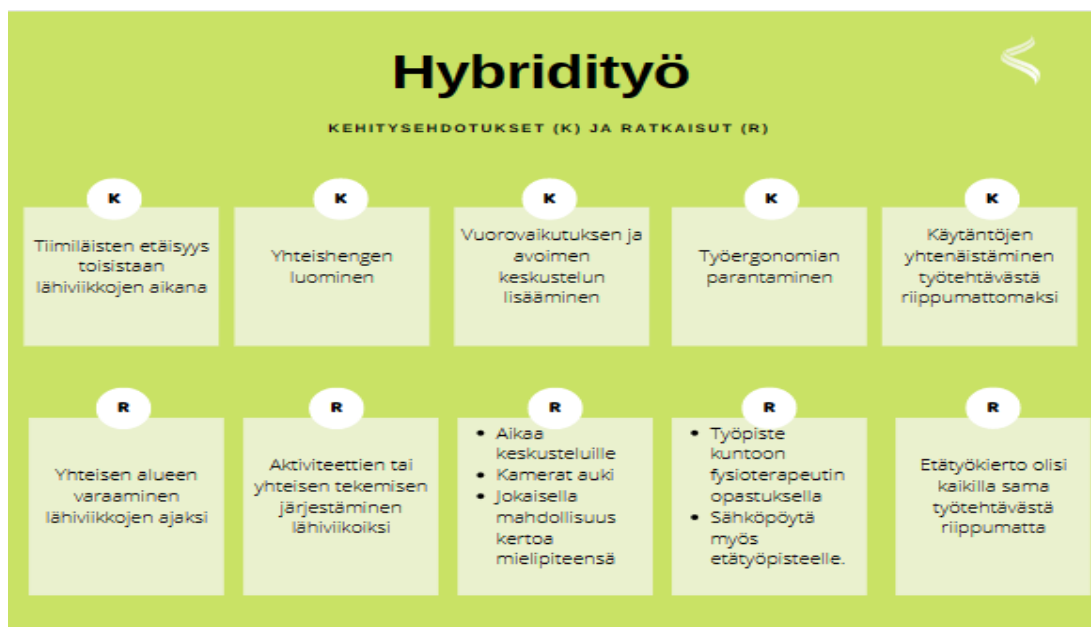 Hybridityö
KEHITYSEHDOTUKSET (K) JA RATKAISUT (R)
K
Tiimiläisten etäisyys
toisistaan
lähiviikkojen aikana
K
Yhteishengen
luominen
K
Vuorovaikutuksen ja
avoimen
keskustelun
lisääminen
K
Työergonomian
parantaminen
K
Käytäntöjen
yhtenäistäminen
työtehtävästä
riippumattomaksi
R
Yhteisen alueen
varaaminen
lähiviikkojen ajaksi
R
Aktiviteettien tai
yhteisen tekemisen
järjestäminen
lähiviikoiksi
R
• Aikaa
keskusteluille
• Kamerat auki
• Jokaisella
mahdollisuus
kertoa
mielipiteensä
R
• Työpiste
kuntoon
fysioterapeutin
opastuksella
• Sähköpöytä
myös
etätyöpisteelle.
R
Etätyökierto olisi
kaikilla sama
työtehtävästä
riippumatta